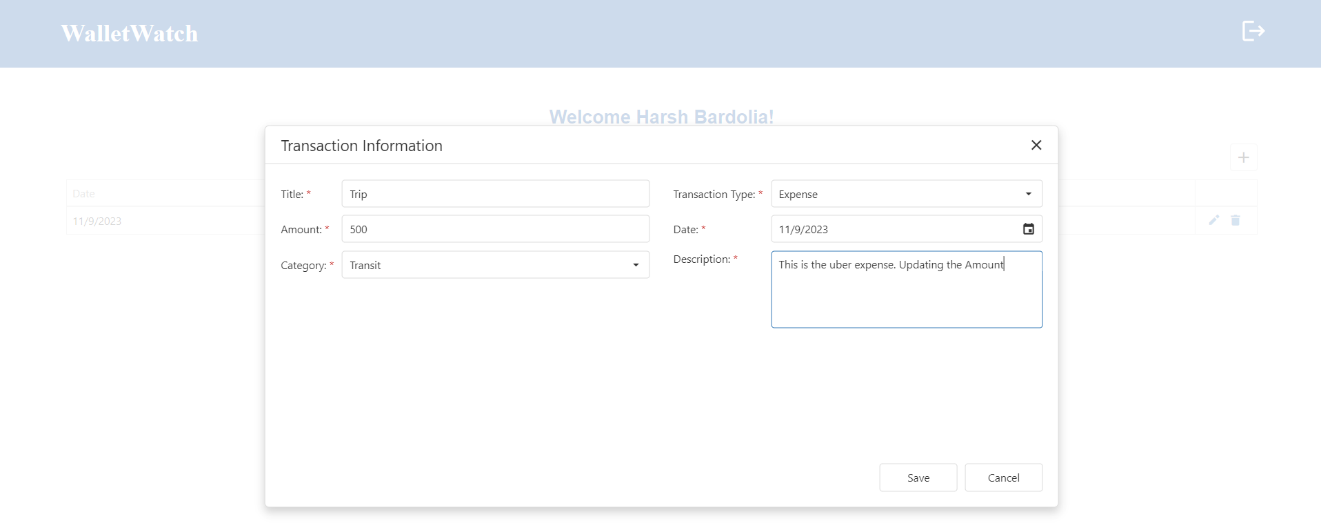 WalletWatch
Welcome Harsh Bardolia!
Transaction Information
Title: * Trip
Transaction Type: * Expense
Amount: * 500
Date: * 11/9/2023
Category: * Transit
Description: * This is the uber expense. Updating the Amount
Date
11/9/2023
Save Cancel